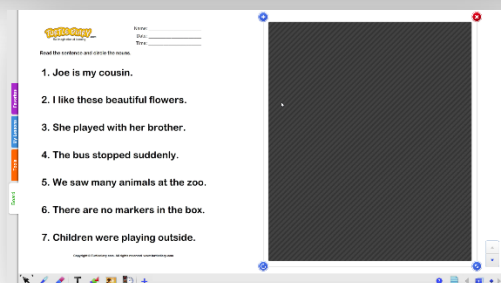 TURTLE DIARY
Name:
Date:
Time:
Read the sentence and circle the nouns.
1. Joe is my cousin.
2. I like these beautiful flowers.
3. She played with her brother.
4. The bus stopped suddenly.
5. We saw many animals at the zoo.
6. There are no markers in the box.
7. Children were playing outside.